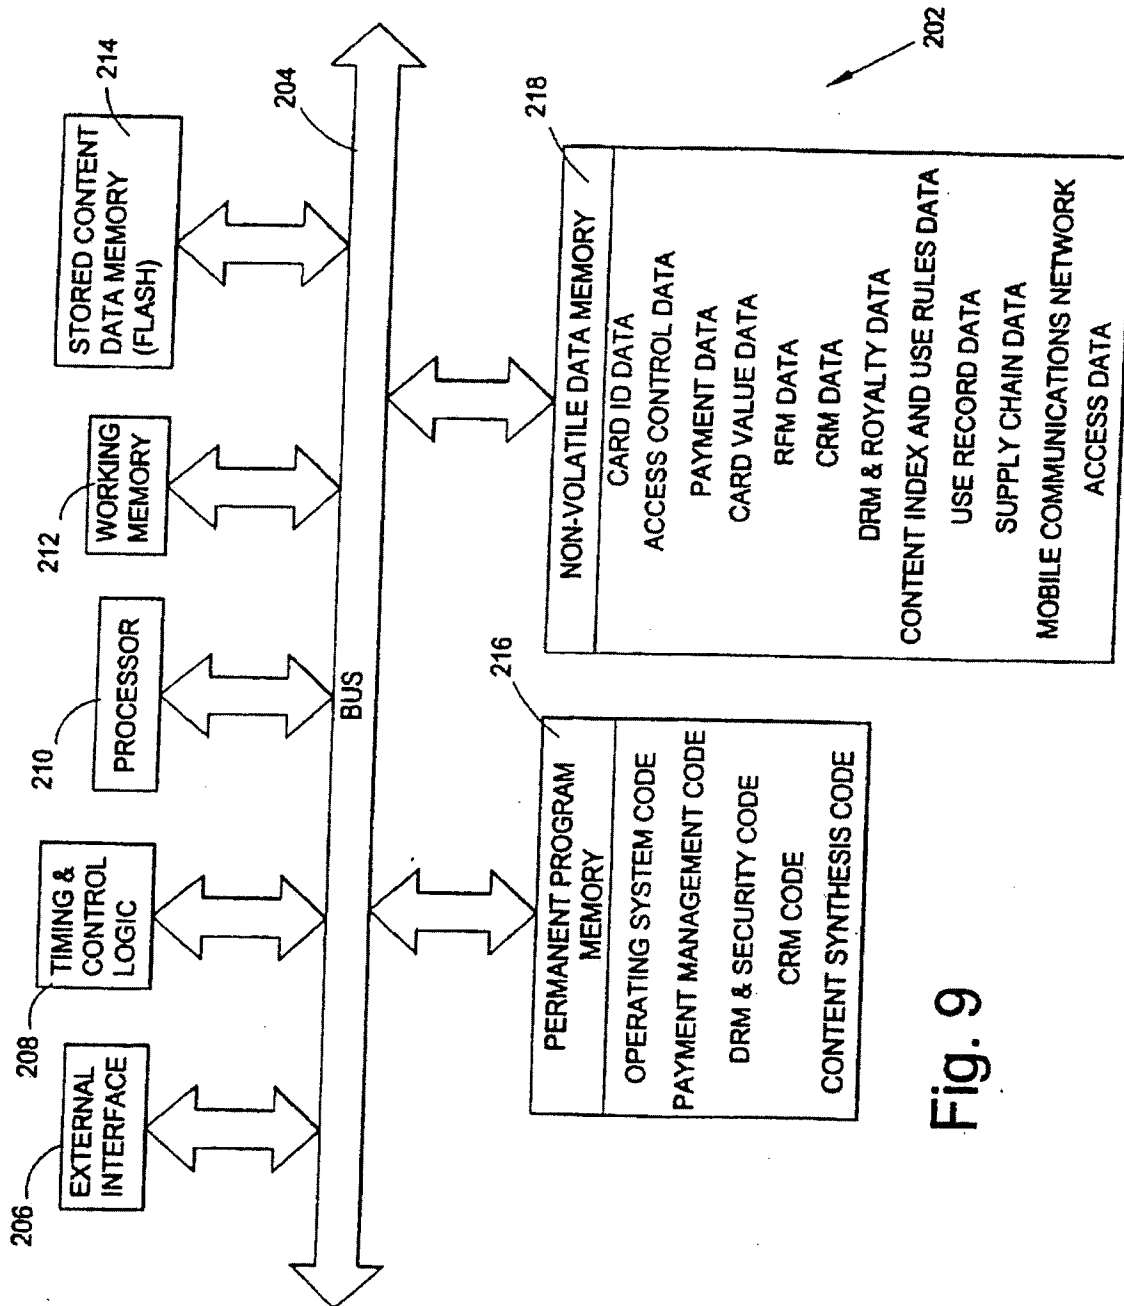 206
EXTERNAL
INTERFACE
208
TIMING &
CONTROL
LOGIC
210
PROCESSOR
212
WORKING
MEMORY
214
STORED CONTENT
DATA MEMORY
(FLASH)
204
BUS
216
PERMANENT PROGRAM
MEMORY
OPERATING SYSTEM CODE
PAYMENT MANAGEMENT CODE
DRM & SECURITY CODE
CRM CODE
CONTENT SYNTHESIS CODE
218
NON-VOLATILE DATA MEMORY
CARD ID DATA
ACCESS CONTROL DATA
PAYMENT DATA
CARD VALUE DATA
RFM DATA
CRM DATA
DRM & ROYALTY DATA
CONTENT INDEX AND USE RULES DATA
USE RECORD DATA
SUPPLY CHAIN DATA
MOBILE COMMUNICATIONS NETWORK
ACCESS DATA
202
Fig. 9